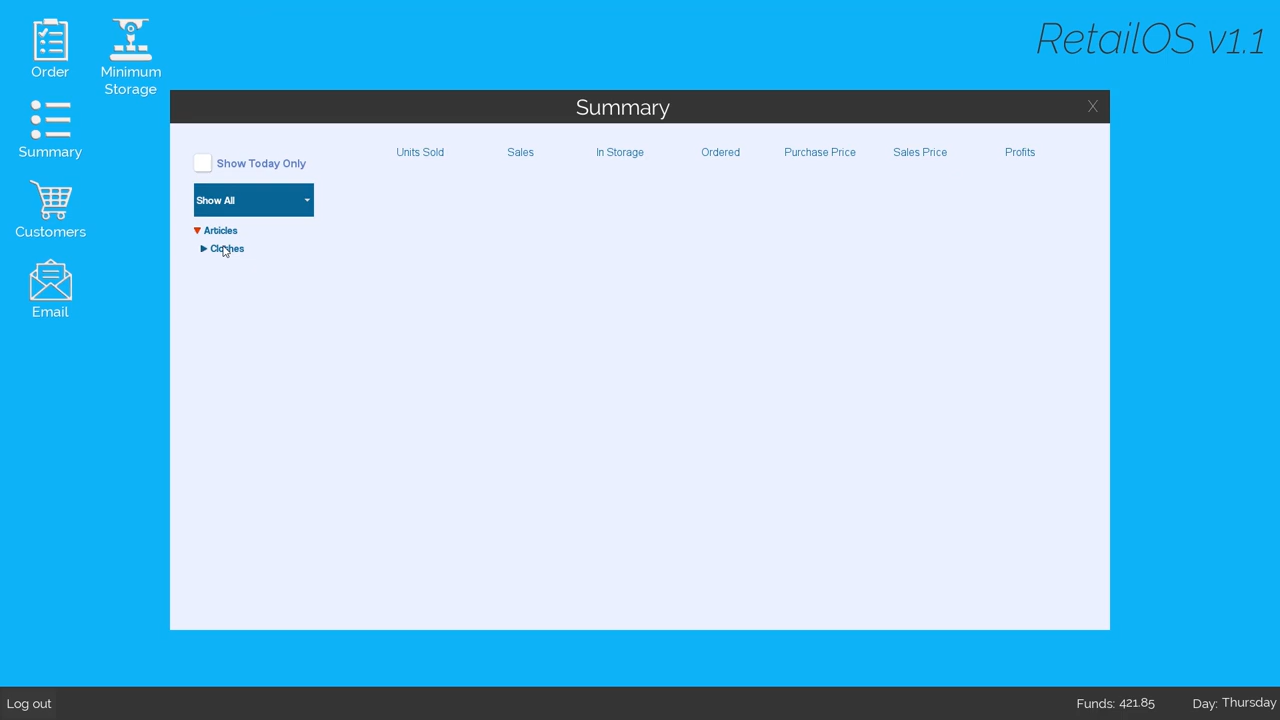 RetailOS v1.1
Order
Minimum
Storage
Summary
Customers
Email
Summary
X
Show Today Only
Units Sold
Sales
In Storage
Ordered
Purchase Price
Sales Price
Profits
Show All
Articles
Clothes
Log out
Funds: 421.85
Day: Thursday